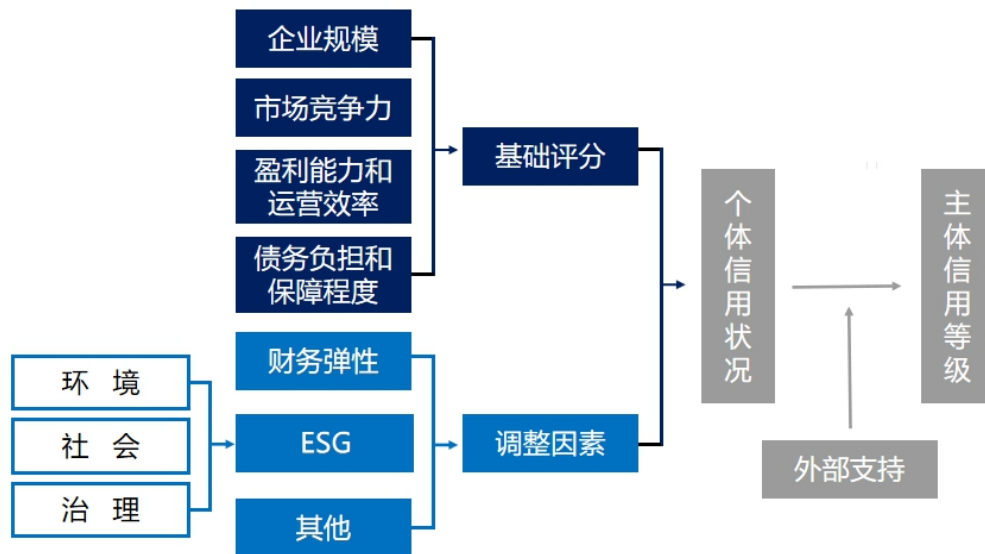 企业规模
市场竞争力
盈利能力和
运营效率
债务负担和
保障程度
基础评分
环 境
社 会
治 理
财务弹性
ESG
其他
调整因素
个体信用状况
主体信用等级
外部支持